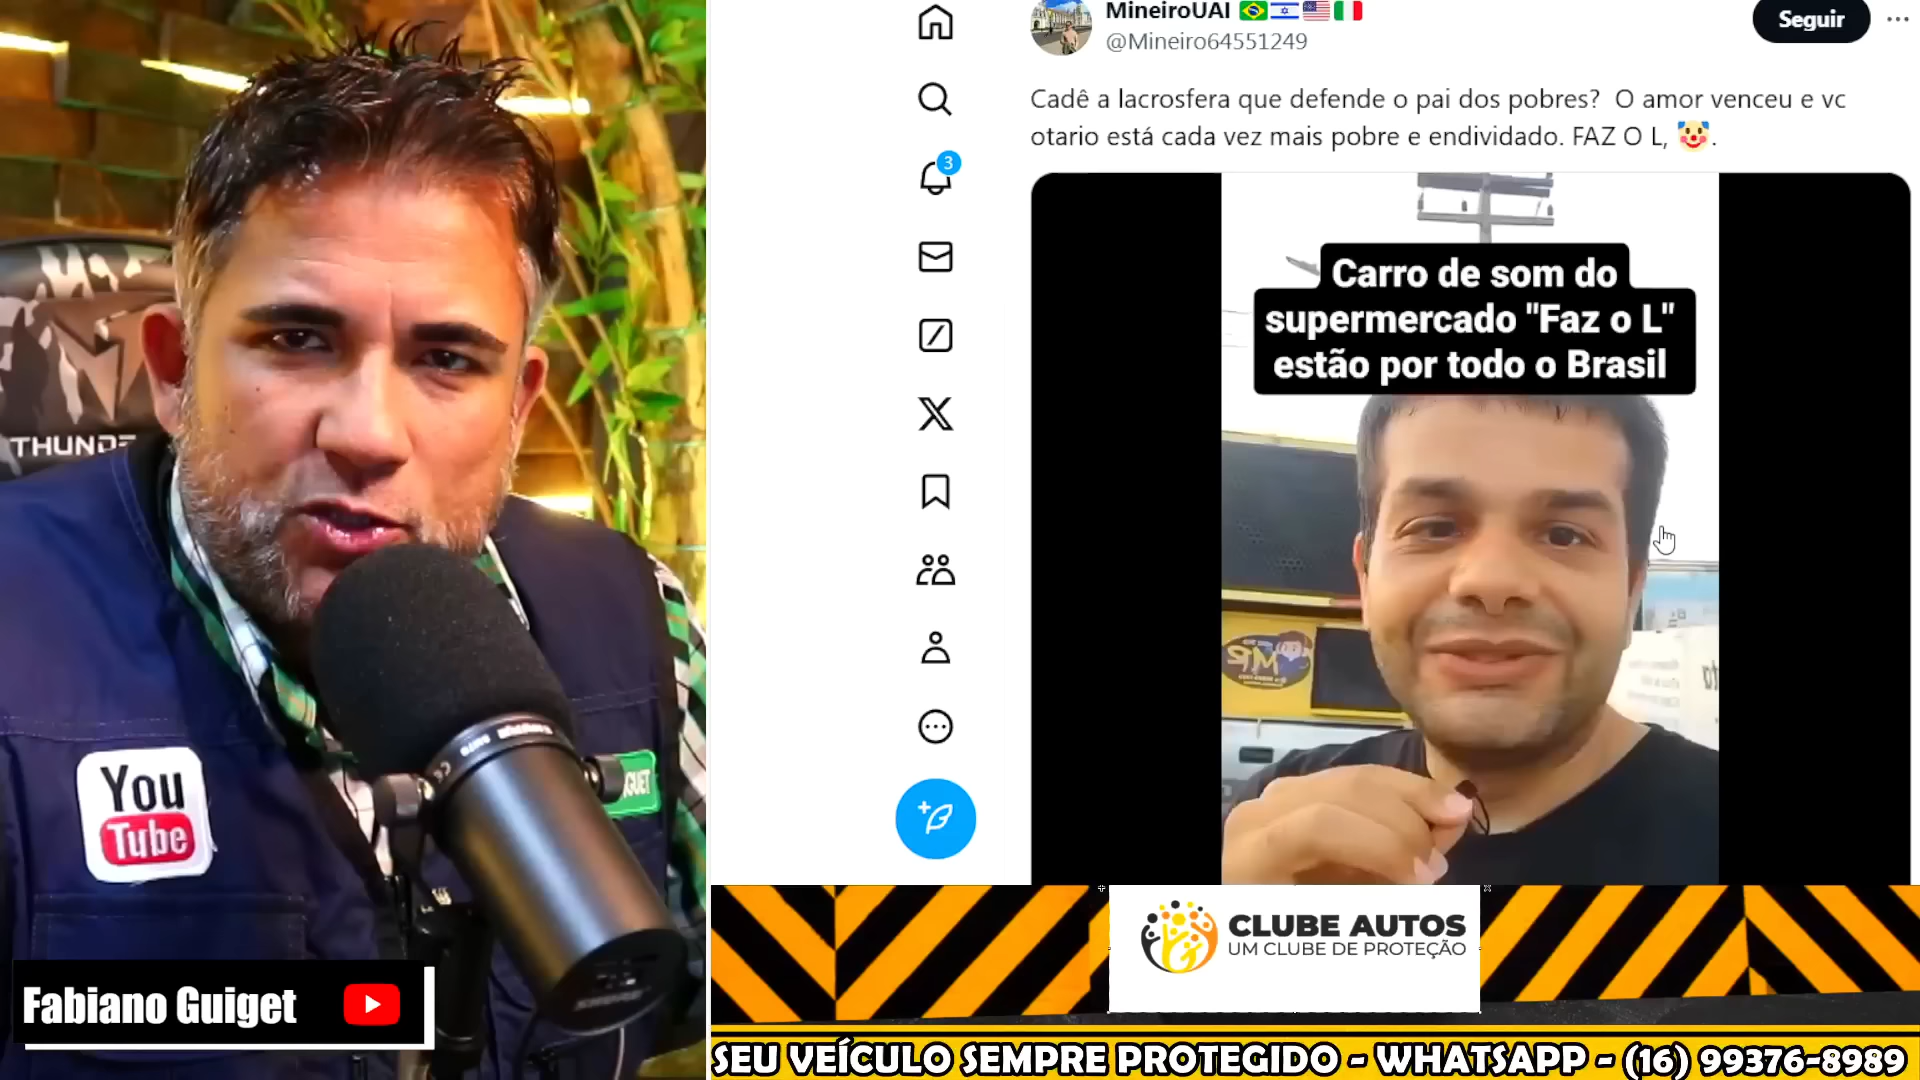 THUNDE
You
Tube
GUET
Fabiano Guiget
MineiroUAI
@Mineiro64551249
Seguir
3
Cadê a lacrosfera que defende o pai dos pobres? O amor venceu e vc
otario está cada vez mais pobre e endividado. FAZ O L, 🤡.
Carro de som do
supermercado "Faz o L"
estão por todo o Brasil
CLUBE AUTOS
UM CLUBE DE PROTEÇÃO
SEU VEÍCULO SEMPRE PROTEGIDO - WHATSAPP - (16) 99376-8989